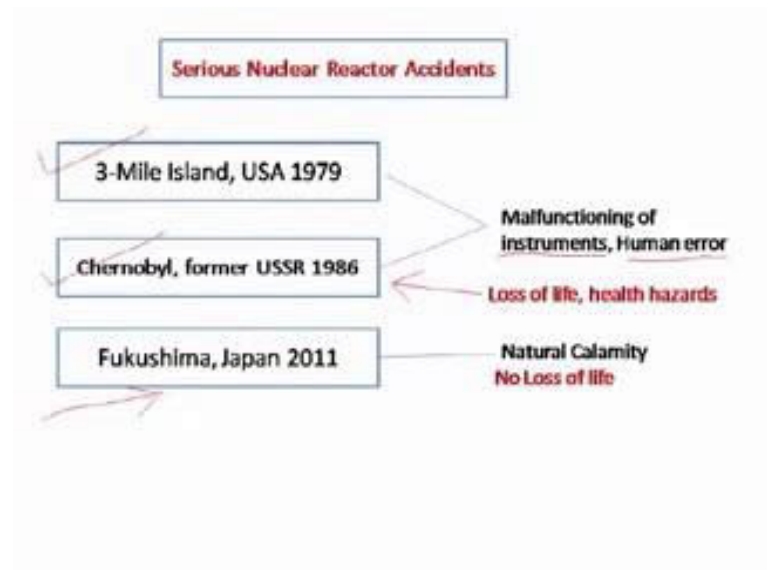 Serious Nuclear Reactor Accidents
3-Mile Island, USA 1979
Chernobyl, former USSR 1986
Fukushima, Japan 2011
Malfunctioning of
instruments, Human error
Loss of life, health hazards
Natural Calamity
No Loss of life